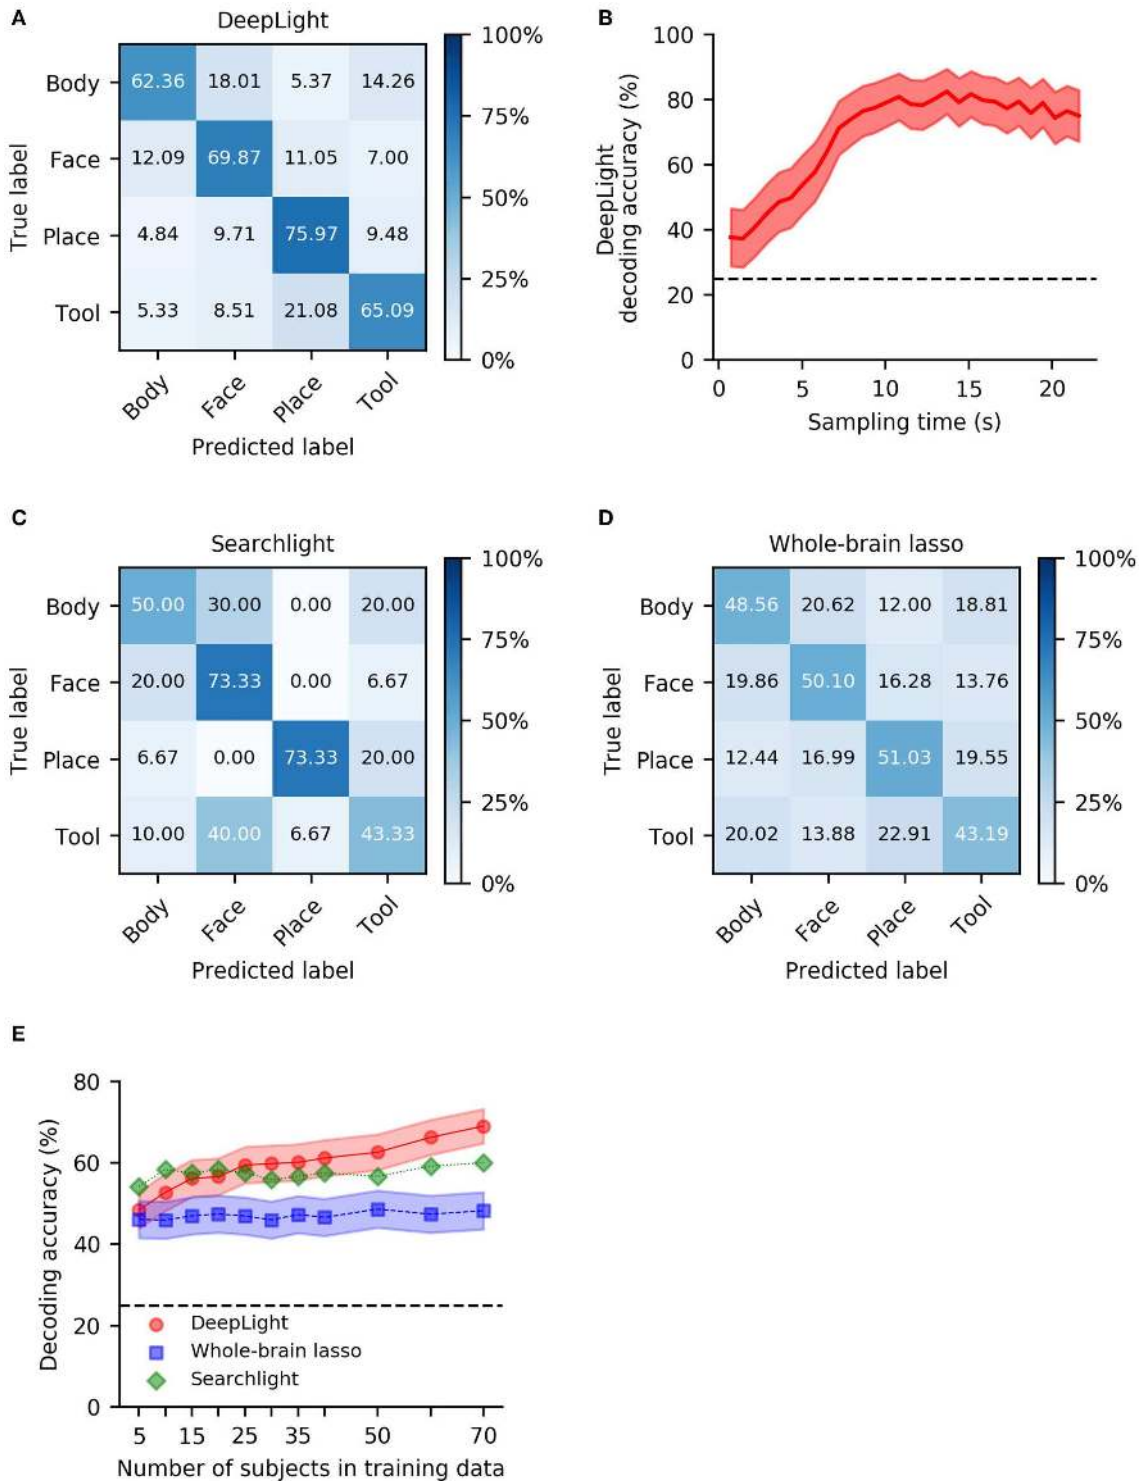 A
DeepLight
Body 62.36 18.01 5.37 14.26
Face 12.09 69.87 11.05 7.00
Place 4.84 9.71 75.97 9.48
Tool 5.33 8.51 21.08 65.09
True label
Body Face Place Tool
Predicted label
100%
75%
50%
25%
0%
B
100
80
60
40
20
0
DeepLight
decoding accuracy (%)
0 5 10 15 20
Sampling time (s)
C
Searchlight
Body 50.00 30.00 0.00 20.00
Face 20.00 73.33 0.00 6.67
Place 6.67 0.00 73.33 20.00
Tool 10.00 40.00 6.67 43.33
True label
Body Face Place Tool
Predicted label
100%
75%
50%
25%
0%
D
Whole-brain lasso
Body 48.56 20.62 12.00 18.81
Face 19.86 50.10 16.28 13.76
Place 12.44 16.99 51.03 19.55
Tool 20.02 13.88 22.91 43.19
True label
Body Face Place Tool
Predicted label
100%
75%
50%
25%
0%
E
80
60
40
20
0
Decoding accuracy (%)
DeepLight
Whole-brain lasso
Searchlight
5 15 25 35 50 70
Number of subjects in training data